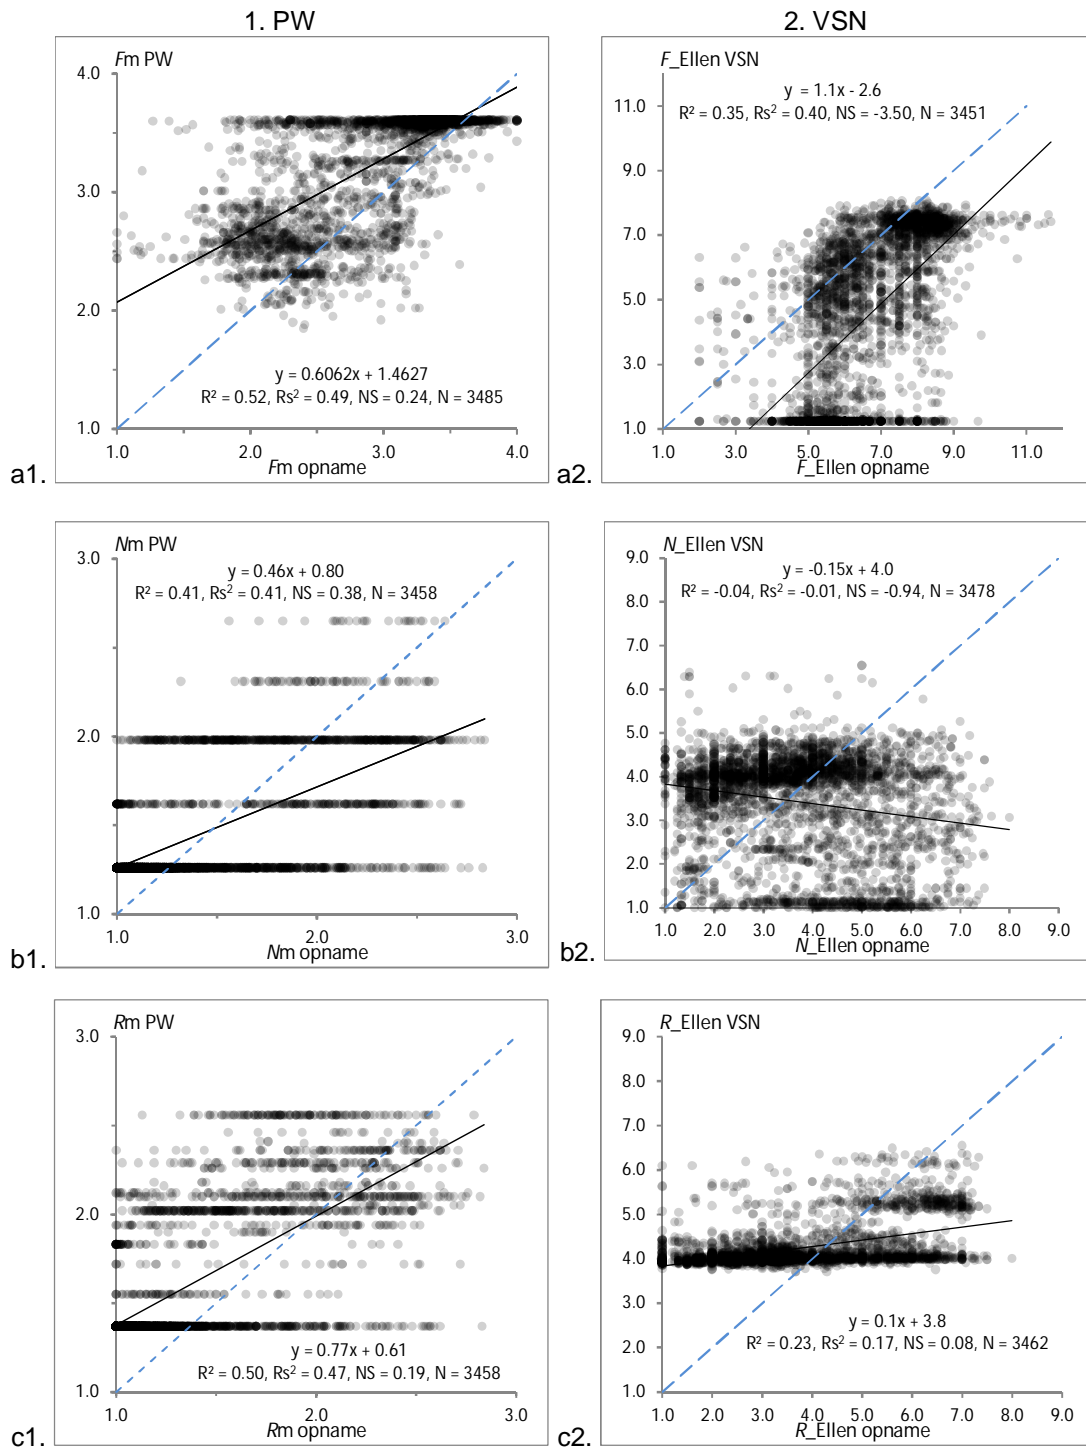 1. PW
2. VSN
Fm PW
4.0
3.0
2.0
1.0
y = 0.6062x + 1.4627
R² = 0.52, Rs² = 0.49, NS = 0.24, N = 3485
1.0 2.0 3.0 4.0
Fm opname
a1.
F_Ellen VSN
y = 1.1x - 2.6
R² = 0.35, Rs² = 0.40, NS = -3.50, N = 3451
11.0
9.0
7.0
5.0
3.0
1.0
1.0 3.0 5.0 7.0 9.0 11.0
F_Ellen opname
a2.
Nm PW
3.0
y = 0.46x + 0.80
R² = 0.41, Rs² = 0.41, NS = 0.38, N = 3458
2.0
1.0
1.0 2.0 3.0
Nm opname
b1.
N_Ellen VSN
9.0
y = -0.15x + 4.0
R² = -0.04, Rs² = -0.01, NS = -0.94, N = 3478
8.0
7.0
6.0
5.0
4.0
3.0
2.0
1.0
1.0 2.0 3.0 4.0 5.0 6.0 7.0 8.0 9.0
N_Ellen opname
b2.
Rm PW
3.0
2.0
y = 0.77x + 0.61
R² = 0.50, Rs² = 0.47, NS = 0.19, N = 3458
1.0
1.0 2.0 3.0
Rm opname
c1.
R_Ellen VSN
9.0
8.0
7.0
6.0
5.0
4.0
3.0
y = 0.1x + 3.8
R² = 0.23, Rs² = 0.17, NS = 0.08, N = 3462
2.0
1.0
1.0 2.0 3.0 4.0 5.0 6.0 7.0 8.0 9.0
R_Ellen opname
c2.